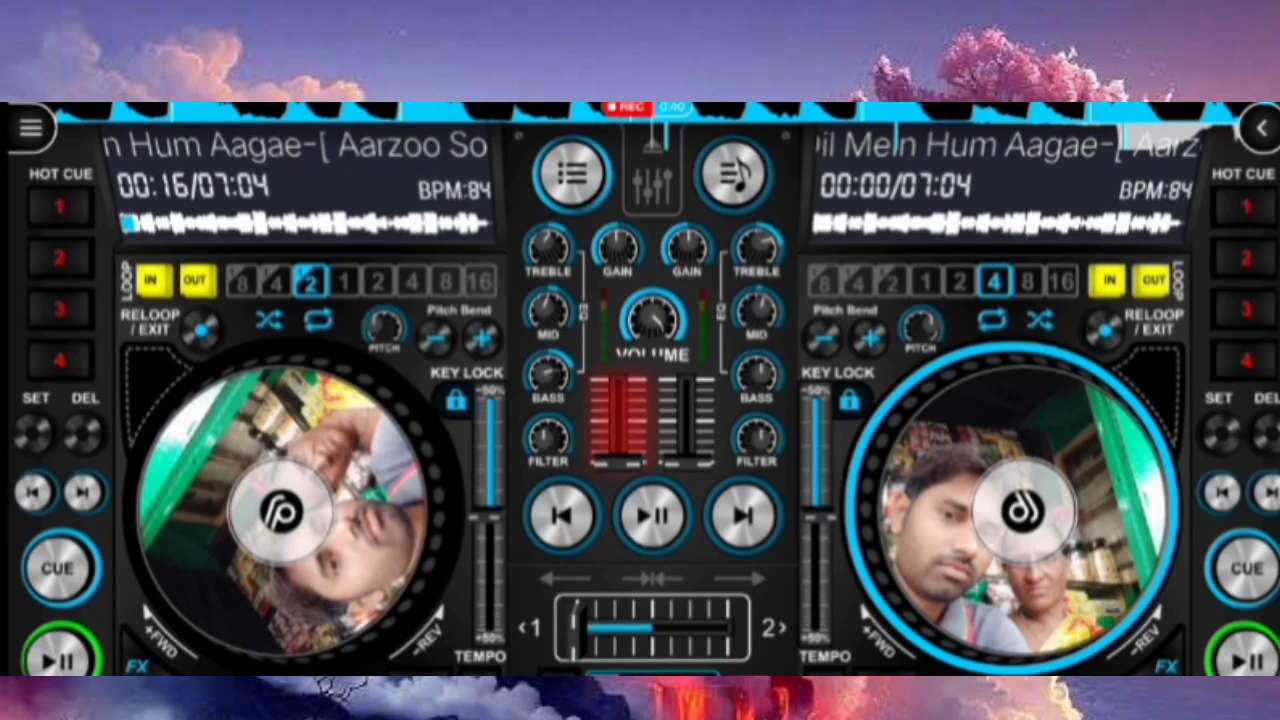 REC 0:40
n Hum Aagae-[ Aarzoo So
00:16/07:04 BPM:84
Dil Mein Hum Aagae-[ Aarz
00:00/07:04 BPM:84
HOT CUE
1
2
3
4
SET DEL
CUE
LOOP IN OUT
8 4 2 1 2 4 8 16
RELOOP
/ EXIT
PITCH
Pitch Bend
KEY LOCK
-50%
+50%
TEMPO
+FWD
-REV
FX
TREBLE GAIN GAIN TREBLE
MID EQ EQ MID
VOLUME
BASS BASS
FILTER FILTER
1 2
8 4 2 1 2 4 8 16
IN OUT LOOP
Pitch Bend
PITCH
RELOOP
/ EXIT
KEY LOCK
-50%
+50%
TEMPO
+FWD
-REV
FX
HOT CUE
1
2
3
4
SET DEL
CUE